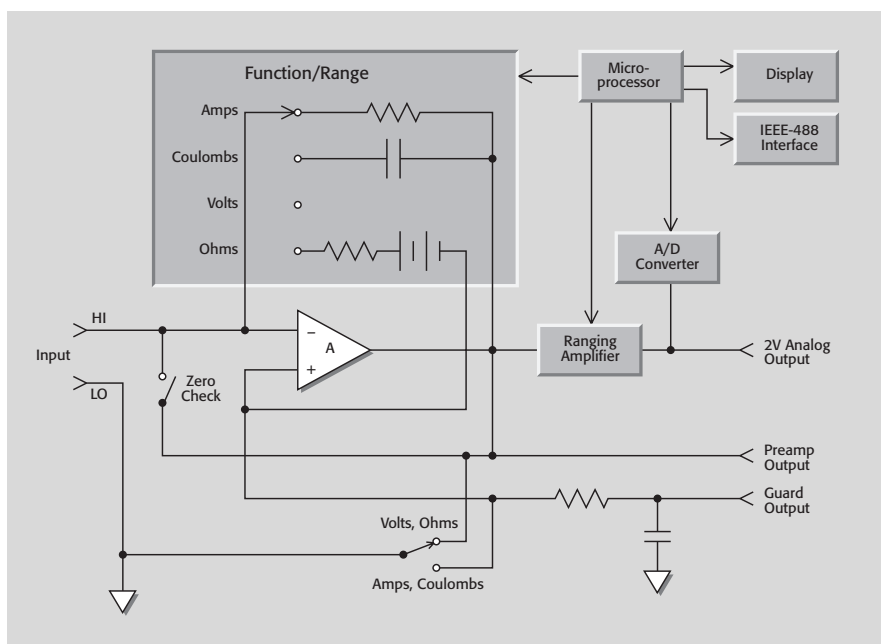 Function/Range
Micro-
processor
Display
Amps
IEEE-488
Interface
Coulombs
Volts
Ohms
A/D
Converter
HI
Input
LO
Zero
Check
−
A
+
Ranging
Amplifier
2V Analog
Output
Preamp
Output
Guard
Output
Volts, Ohms
Amps, Coulombs